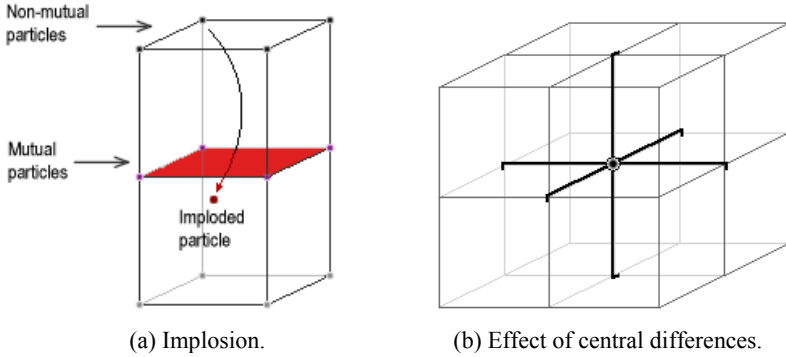 Non-mutual
particles
Mutual
particles
Imploded
particle
(a) Implosion.
(b) Effect of central differences.